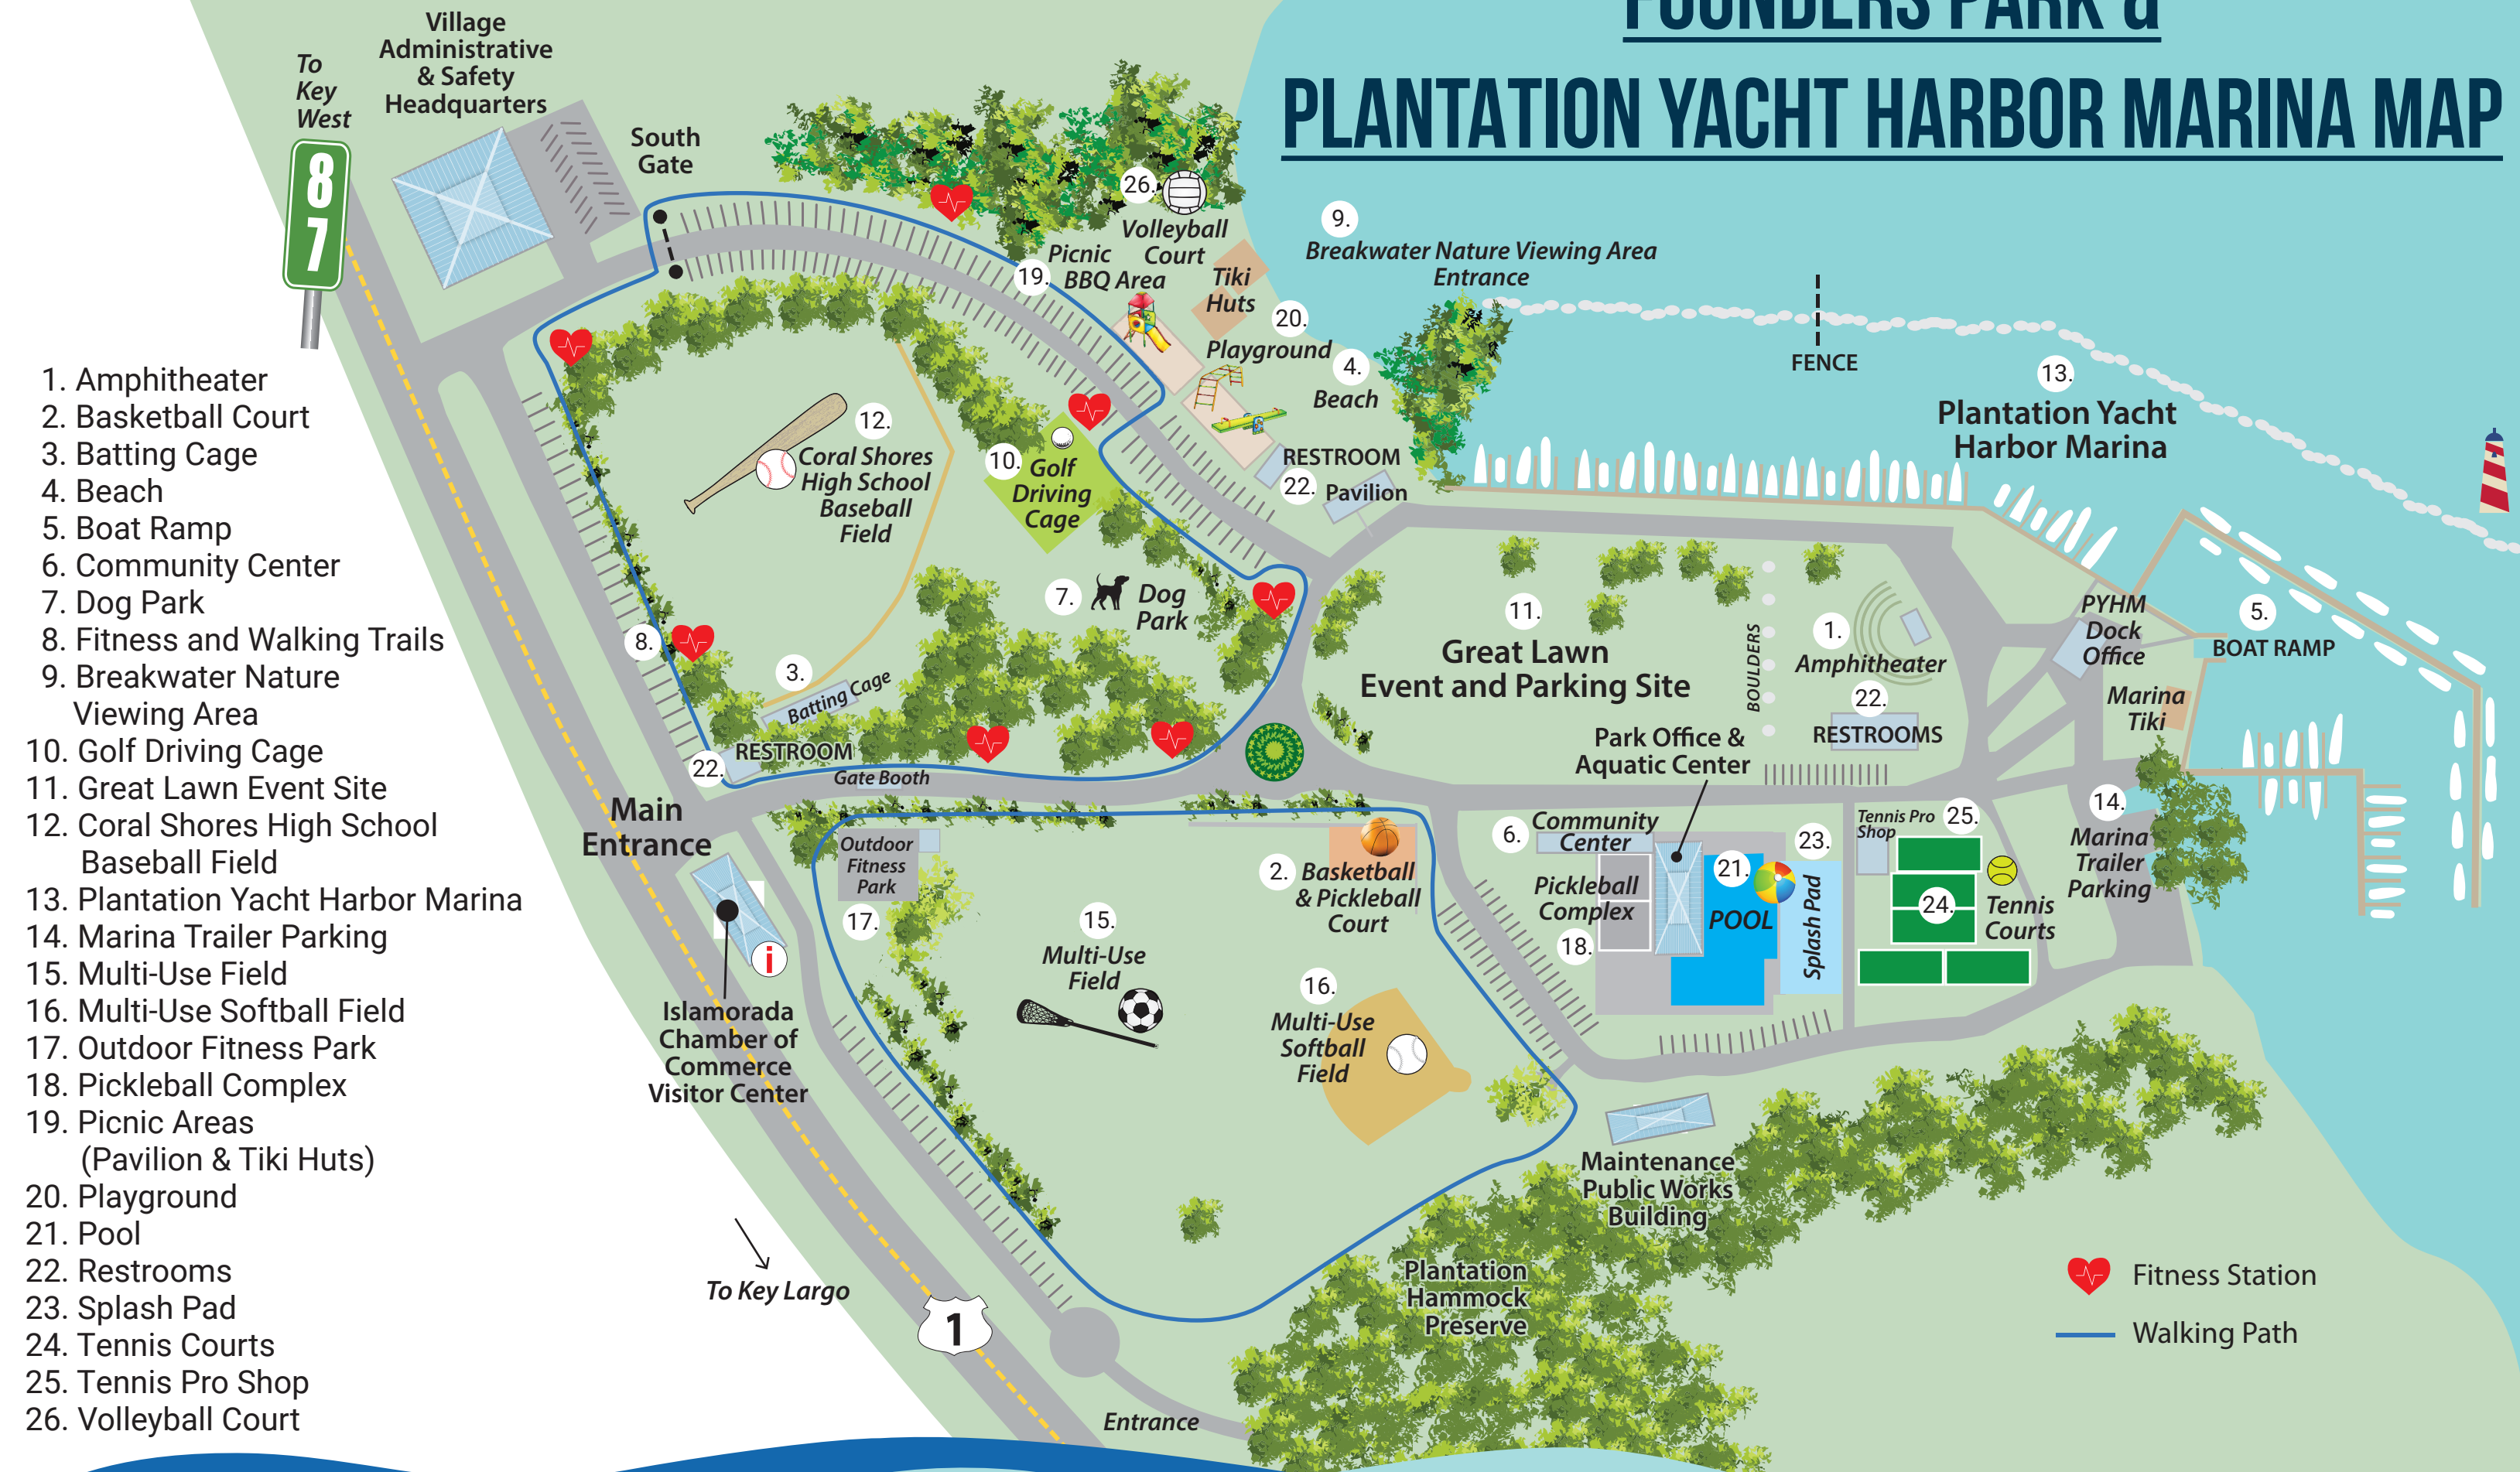 FOUNDERS PARK &
PLANTATION YACHT HARBOR MARINA MAP
To
Key
West
87
Village
Administrative
& Safety
Headquarters
South
Gate
26.
Volleyball
Court
19.
Picnic
BBQ Area
Tiki
Huts
20.
Playground
4.
Beach
9.
Breakwater Nature Viewing Area
Entrance
FENCE
13.
Plantation Yacht
Harbor Marina
RESTROOM
22.
Pavilion
12.
Coral Shores
High School
Baseball
Field
10.
Golf
Driving
Cage
7.
Dog
Park
8.
3.
Batting Cage
RESTROOM
22.
Gate Booth
Main
Entrance
11.
Great Lawn
Event and Parking Site
BOULDERS
1.
Amphitheater
22.
RESTROOMS
PYHM
Dock
Office
5.
BOAT RAMP
Marina
Tiki
Park Office &
Aquatic Center
14.
Marina
Trailer
Parking
Outdoor
Fitness
Park
17.
2.
Basketball
& Pickleball
Court
6.
Community
Center
Pickleball
Complex
18.
21.
POOL
23.
Splash Pad
Tennis Pro
Shop
25.
24.
Tennis
Courts
15.
Multi-Use
Field
16.
Multi-Use
Softball
Field
i
Islamorada
Chamber of
Commerce
Visitor Center
To Key Largo
1
Entrance
Maintenance
Public Works
Building
Plantation
Hammock
Preserve
Fitness Station
Walking Path
1. Amphitheater
2. Basketball Court
3. Batting Cage
4. Beach
5. Boat Ramp
6. Community Center
7. Dog Park
8. Fitness and Walking Trails
9. Breakwater Nature
Viewing Area
10. Golf Driving Cage
11. Great Lawn Event Site
12. Coral Shores High School
Baseball Field
13. Plantation Yacht Harbor Marina
14. Marina Trailer Parking
15. Multi-Use Field
16. Multi-Use Softball Field
17. Outdoor Fitness Park
18. Pickleball Complex
19. Picnic Areas
(Pavilion & Tiki Huts)
20. Playground
21. Pool
22. Restrooms
23. Splash Pad
24. Tennis Courts
25. Tennis Pro Shop
26. Volleyball Court